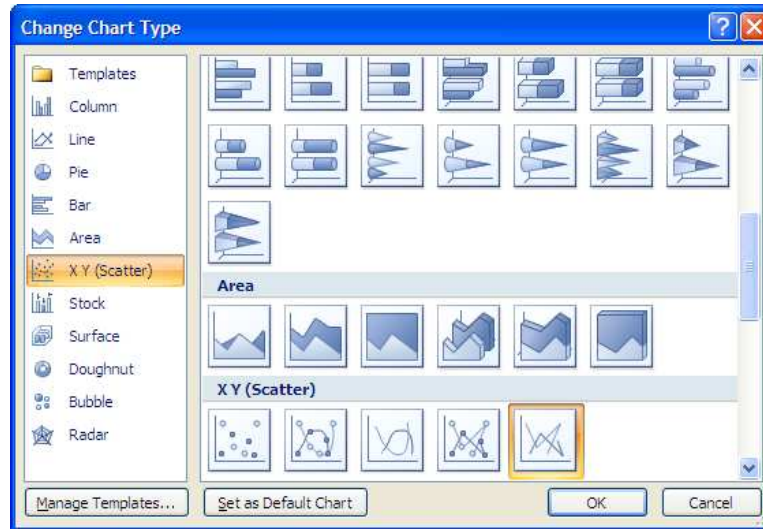 Change Chart Type
Templates
Column
Line
Pie
Bar
Area
X Y (Scatter)
Stock
Surface
Doughnut
Bubble
Radar
Area
X Y (Scatter)
Manage Templates...
Set as Default Chart
OK
Cancel